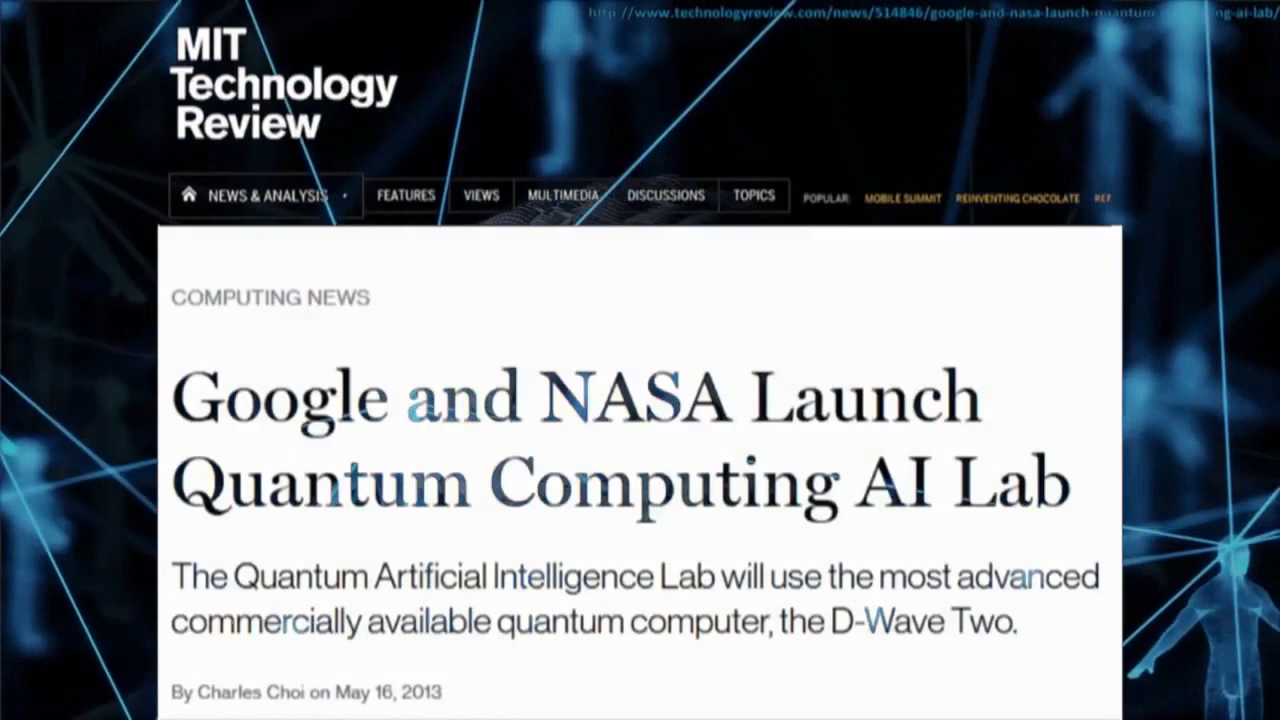 http://www.technologyreview.com/news/514846/google-and-nasa-launch-quantum ng-ai-lab/
MIT
Technology
Review
NEWS & ANALYSIS FEATURES VIEWS MULTIMEDIA DISCUSSIONS TOPICS POPULAR: MOBILE SUMMIT REINVENTING CHOCOLATE
COMPUTING NEWS
Google and NASA Launch
Quantum Computing AI Lab
The Quantum Artificial Intelligence Lab will use the most advanced
commercially available quantum computer, the D-Wave Two.
By Charles Choi on May 16, 2013